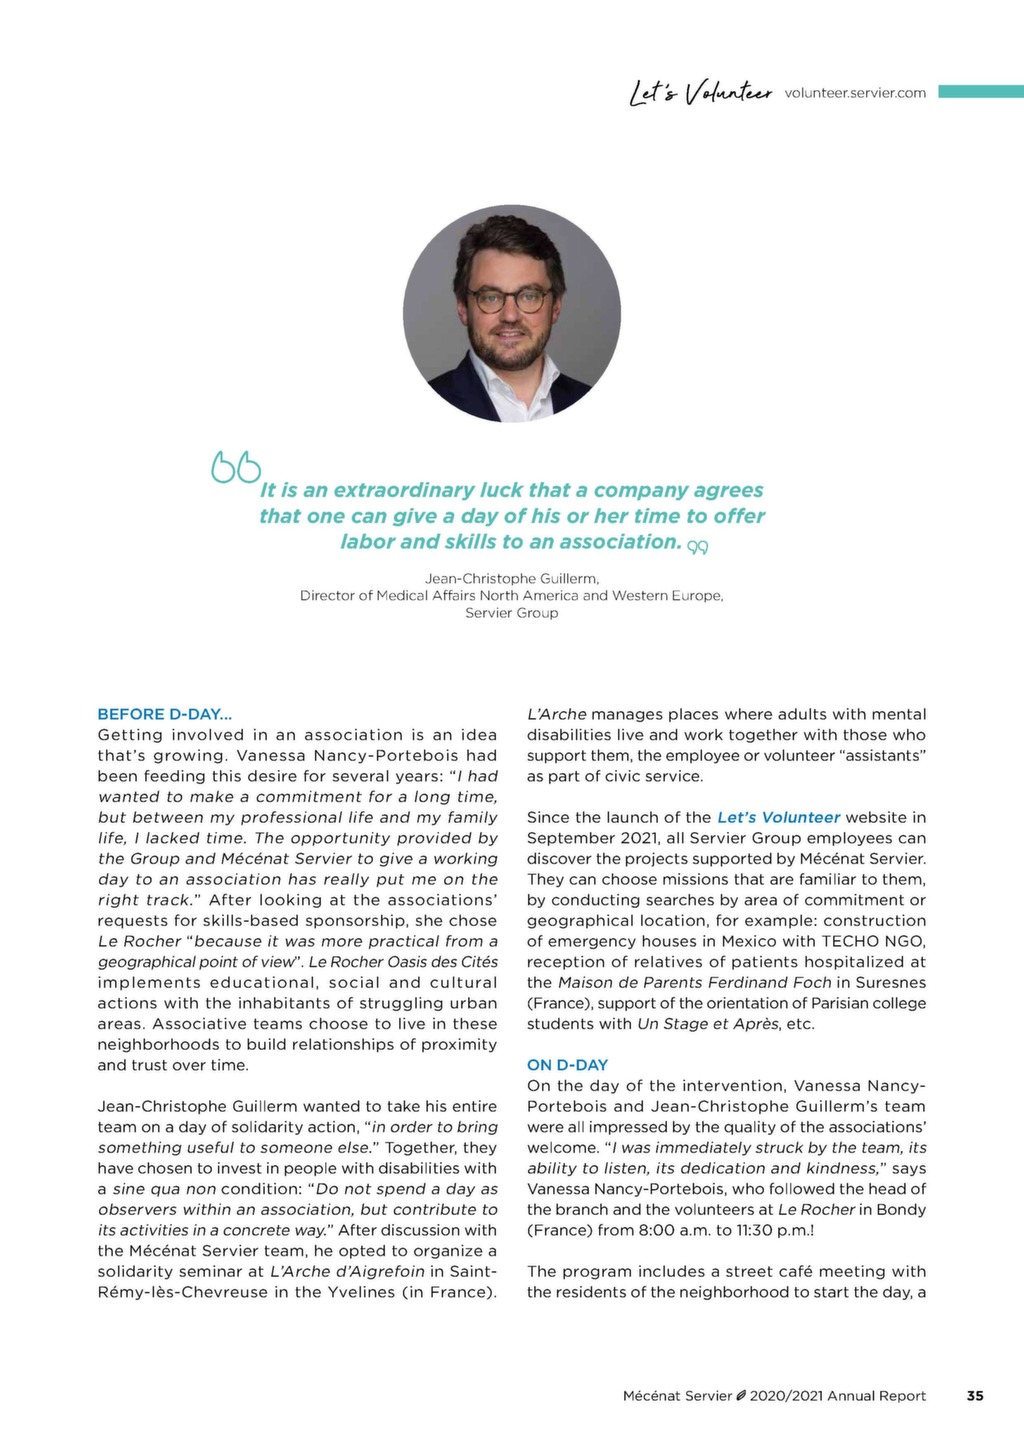 Let's Volunteer volunteer.servier.com
It is an extraordinary luck that a company agrees
that one can give a day of his or her time to offer
labor and skills to an association.
Jean-Christophe Guillerm,
Director of Medical Affairs North America and Western Europe,
Servier Group
BEFORE D-DAY...
Getting involved in an association is an idea
that's growing. Vanessa Nancy-Portebois had
been feeding this desire for several years: “I had
wanted to make a commitment for a long time,
but between my professional life and my family
life, I lacked time. The opportunity provided by
the Group and Mécénat Servier to give a working
day to an association has really put me on the
right track.” After looking at the associations’
requests for skills-based sponsorship, she chose
Le Rocher “because it was more practical from a
geographical point of view”. Le Rocher Oasis des Cités
implements educational, social and cultural
actions with the inhabitants of struggling urban
areas. Associative teams choose to live in these
neighborhoods to build relationships of proximity
and trust over time.
Jean-Christophe Guillerm wanted to take his entire
team on a day of solidarity action, “in order to bring
something useful to someone else.” Together, they
have chosen to invest in people with disabilities with
a sine qua non condition: “Do not spend a day as
observers within an association, but contribute to
its activities in a concrete way.” After discussion with
the Mécénat Servier team, he opted to organize a
solidarity seminar at L’Arche d’Aigrefoin in Saint-
Rémy-lès-Chevreuse in the Yvelines (in France).
L’Arche manages places where adults with mental
disabilities live and work together with those who
support them, the employee or volunteer “assistants”
as part of civic service.
Since the launch of the Let’s Volunteer website in
September 2021, all Servier Group employees can
discover the projects supported by Mécénat Servier.
They can choose missions that are familiar to them,
by conducting searches by area of commitment or
geographical location, for example: construction
of emergency houses in Mexico with TECHO NGO,
reception of relatives of patients hospitalized at
the Maison de Parents Ferdinand Foch in Suresnes
(France), support of the orientation of Parisian college
students with Un Stage et Après, etc.
ON D-DAY
On the day of the intervention, Vanessa Nancy-
Portebois and Jean-Christophe Guillerm’s team
were all impressed by the quality of the associations’
welcome. “I was immediately struck by the team, its
ability to listen, its dedication and kindness,” says
Vanessa Nancy-Portebois, who followed the head of
the branch and the volunteers at Le Rocher in Bondy
(France) from 8:00 a.m. to 11:30 p.m.!
The program includes a street café meeting with
the residents of the neighborhood to start the day, a
Mécénat Servier 2020/2021 Annual Report 35